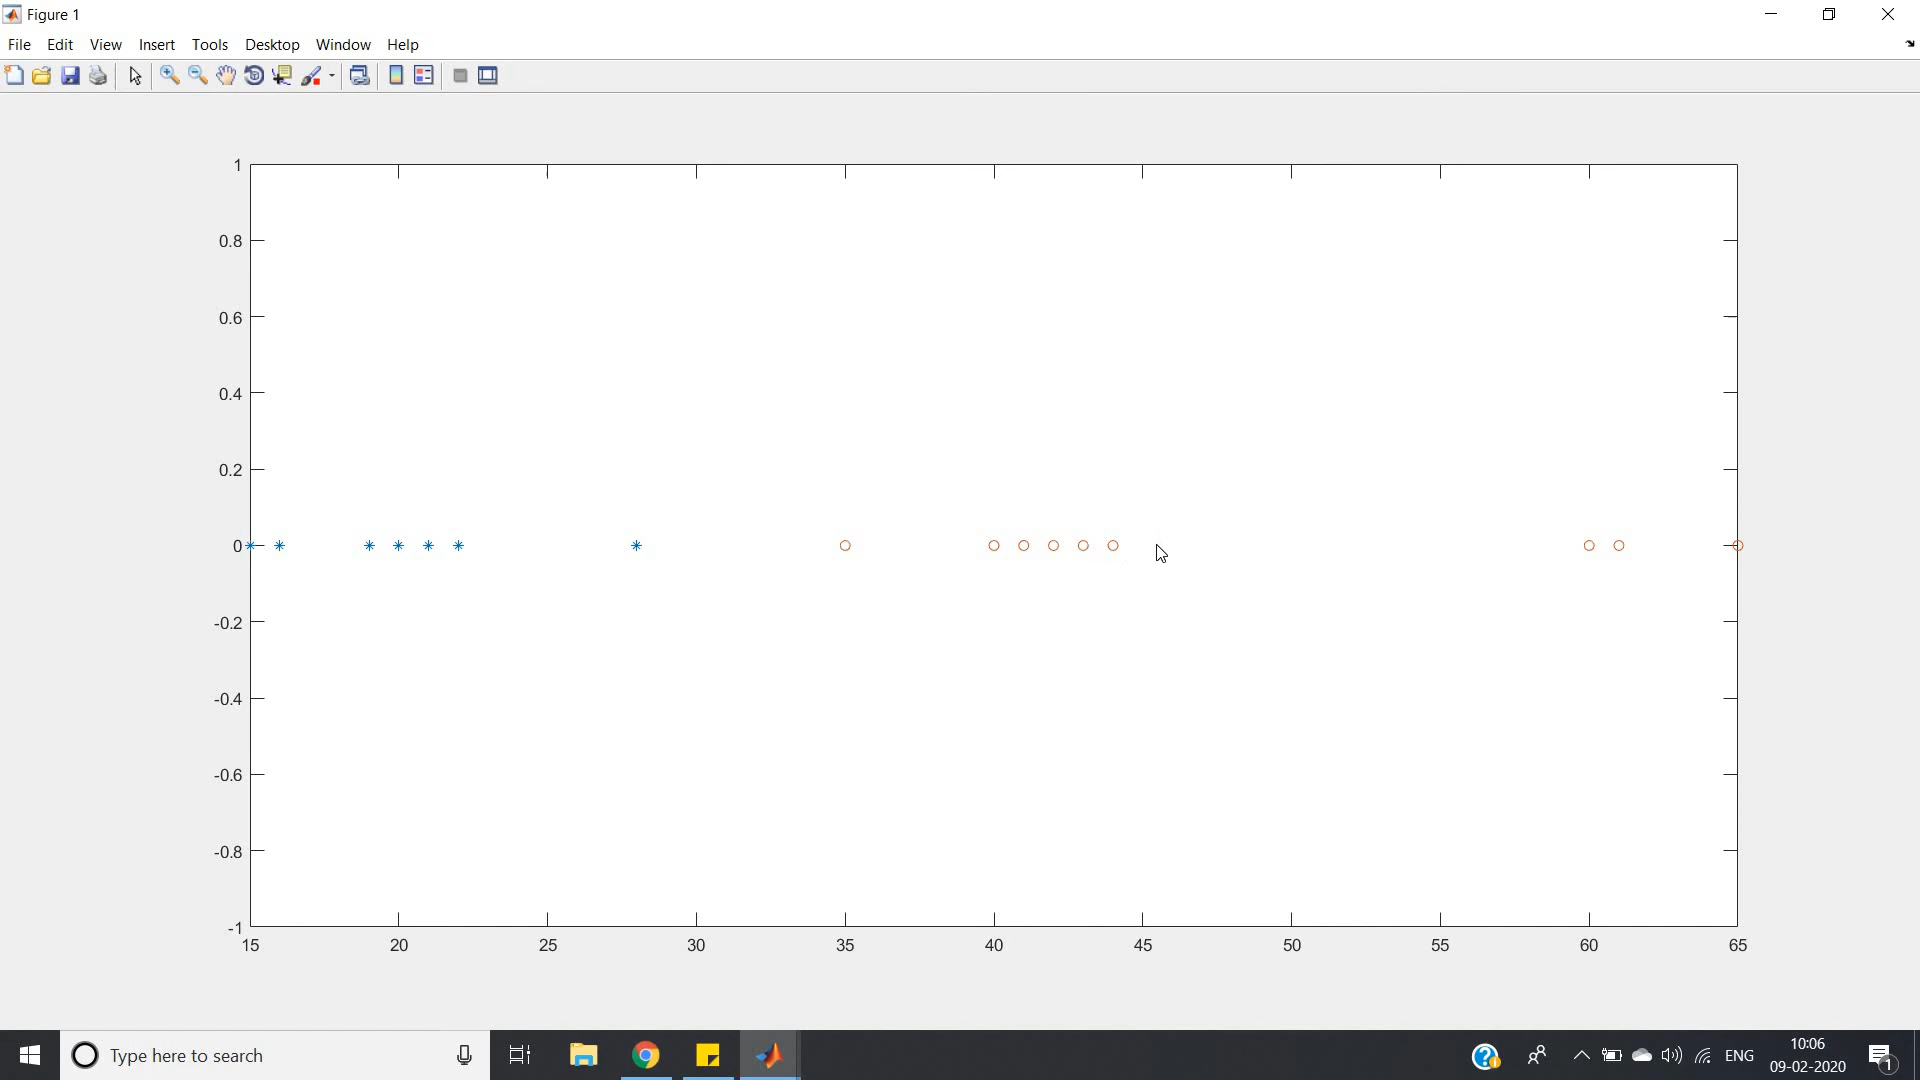 Figure 1
File Edit View Insert Tools Desktop Window Help
1
0.8
0.6
0.4
0.2
0
-0.2
-0.4
-0.6
-0.8
-1
15 20 25 30 35 40 45 50 55 60 65
Type here to search
ENG
10:06
09-02-2020
1